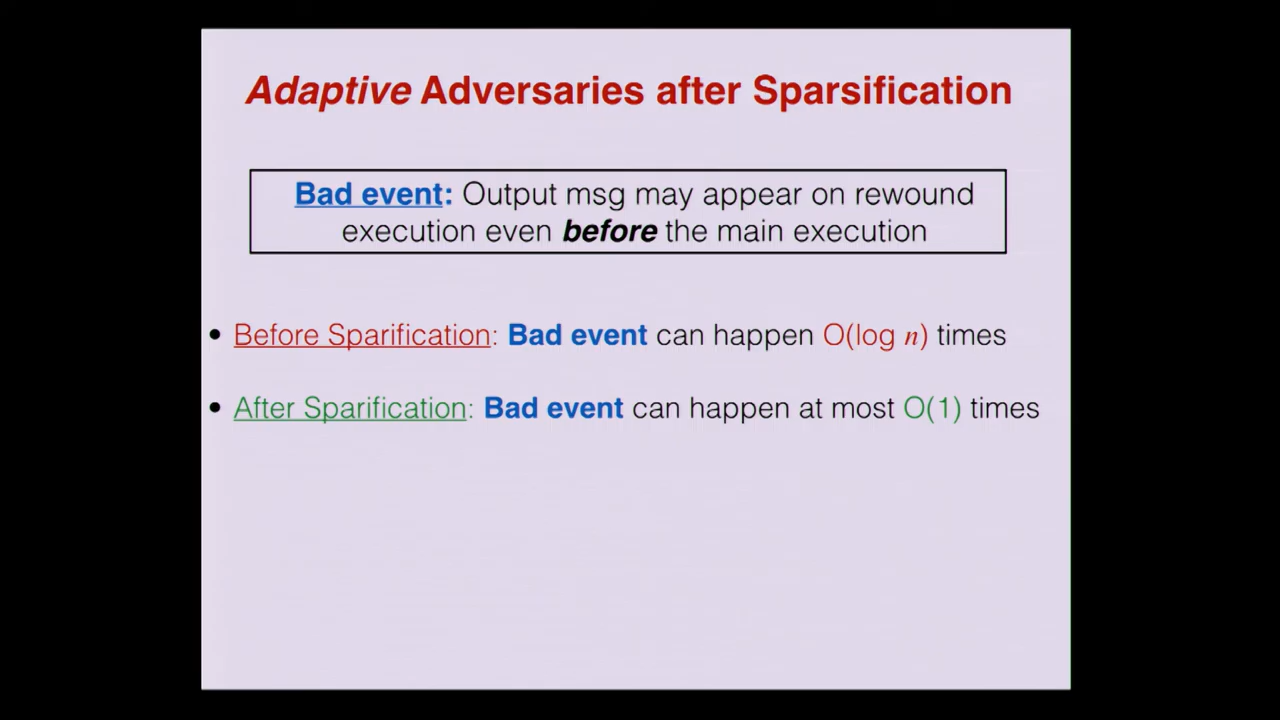 Adaptive Adversaries after Sparsification
Bad event: Output msg may appear on rewound
execution even before the main execution
• Before Sparification: Bad event can happen O(log n) times
• After Sparification: Bad event can happen at most O(1) times